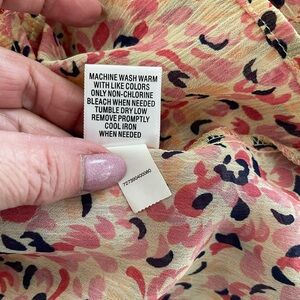 MACHINE WASH WARM
WITH LIKE COLORS
ONLY NON-CHLORINE
BLEACH WHEN NEEDED
TUMBLE DRY LOW
REMOVE PROMPTLY
COOL IRON
WHEN NEEDED